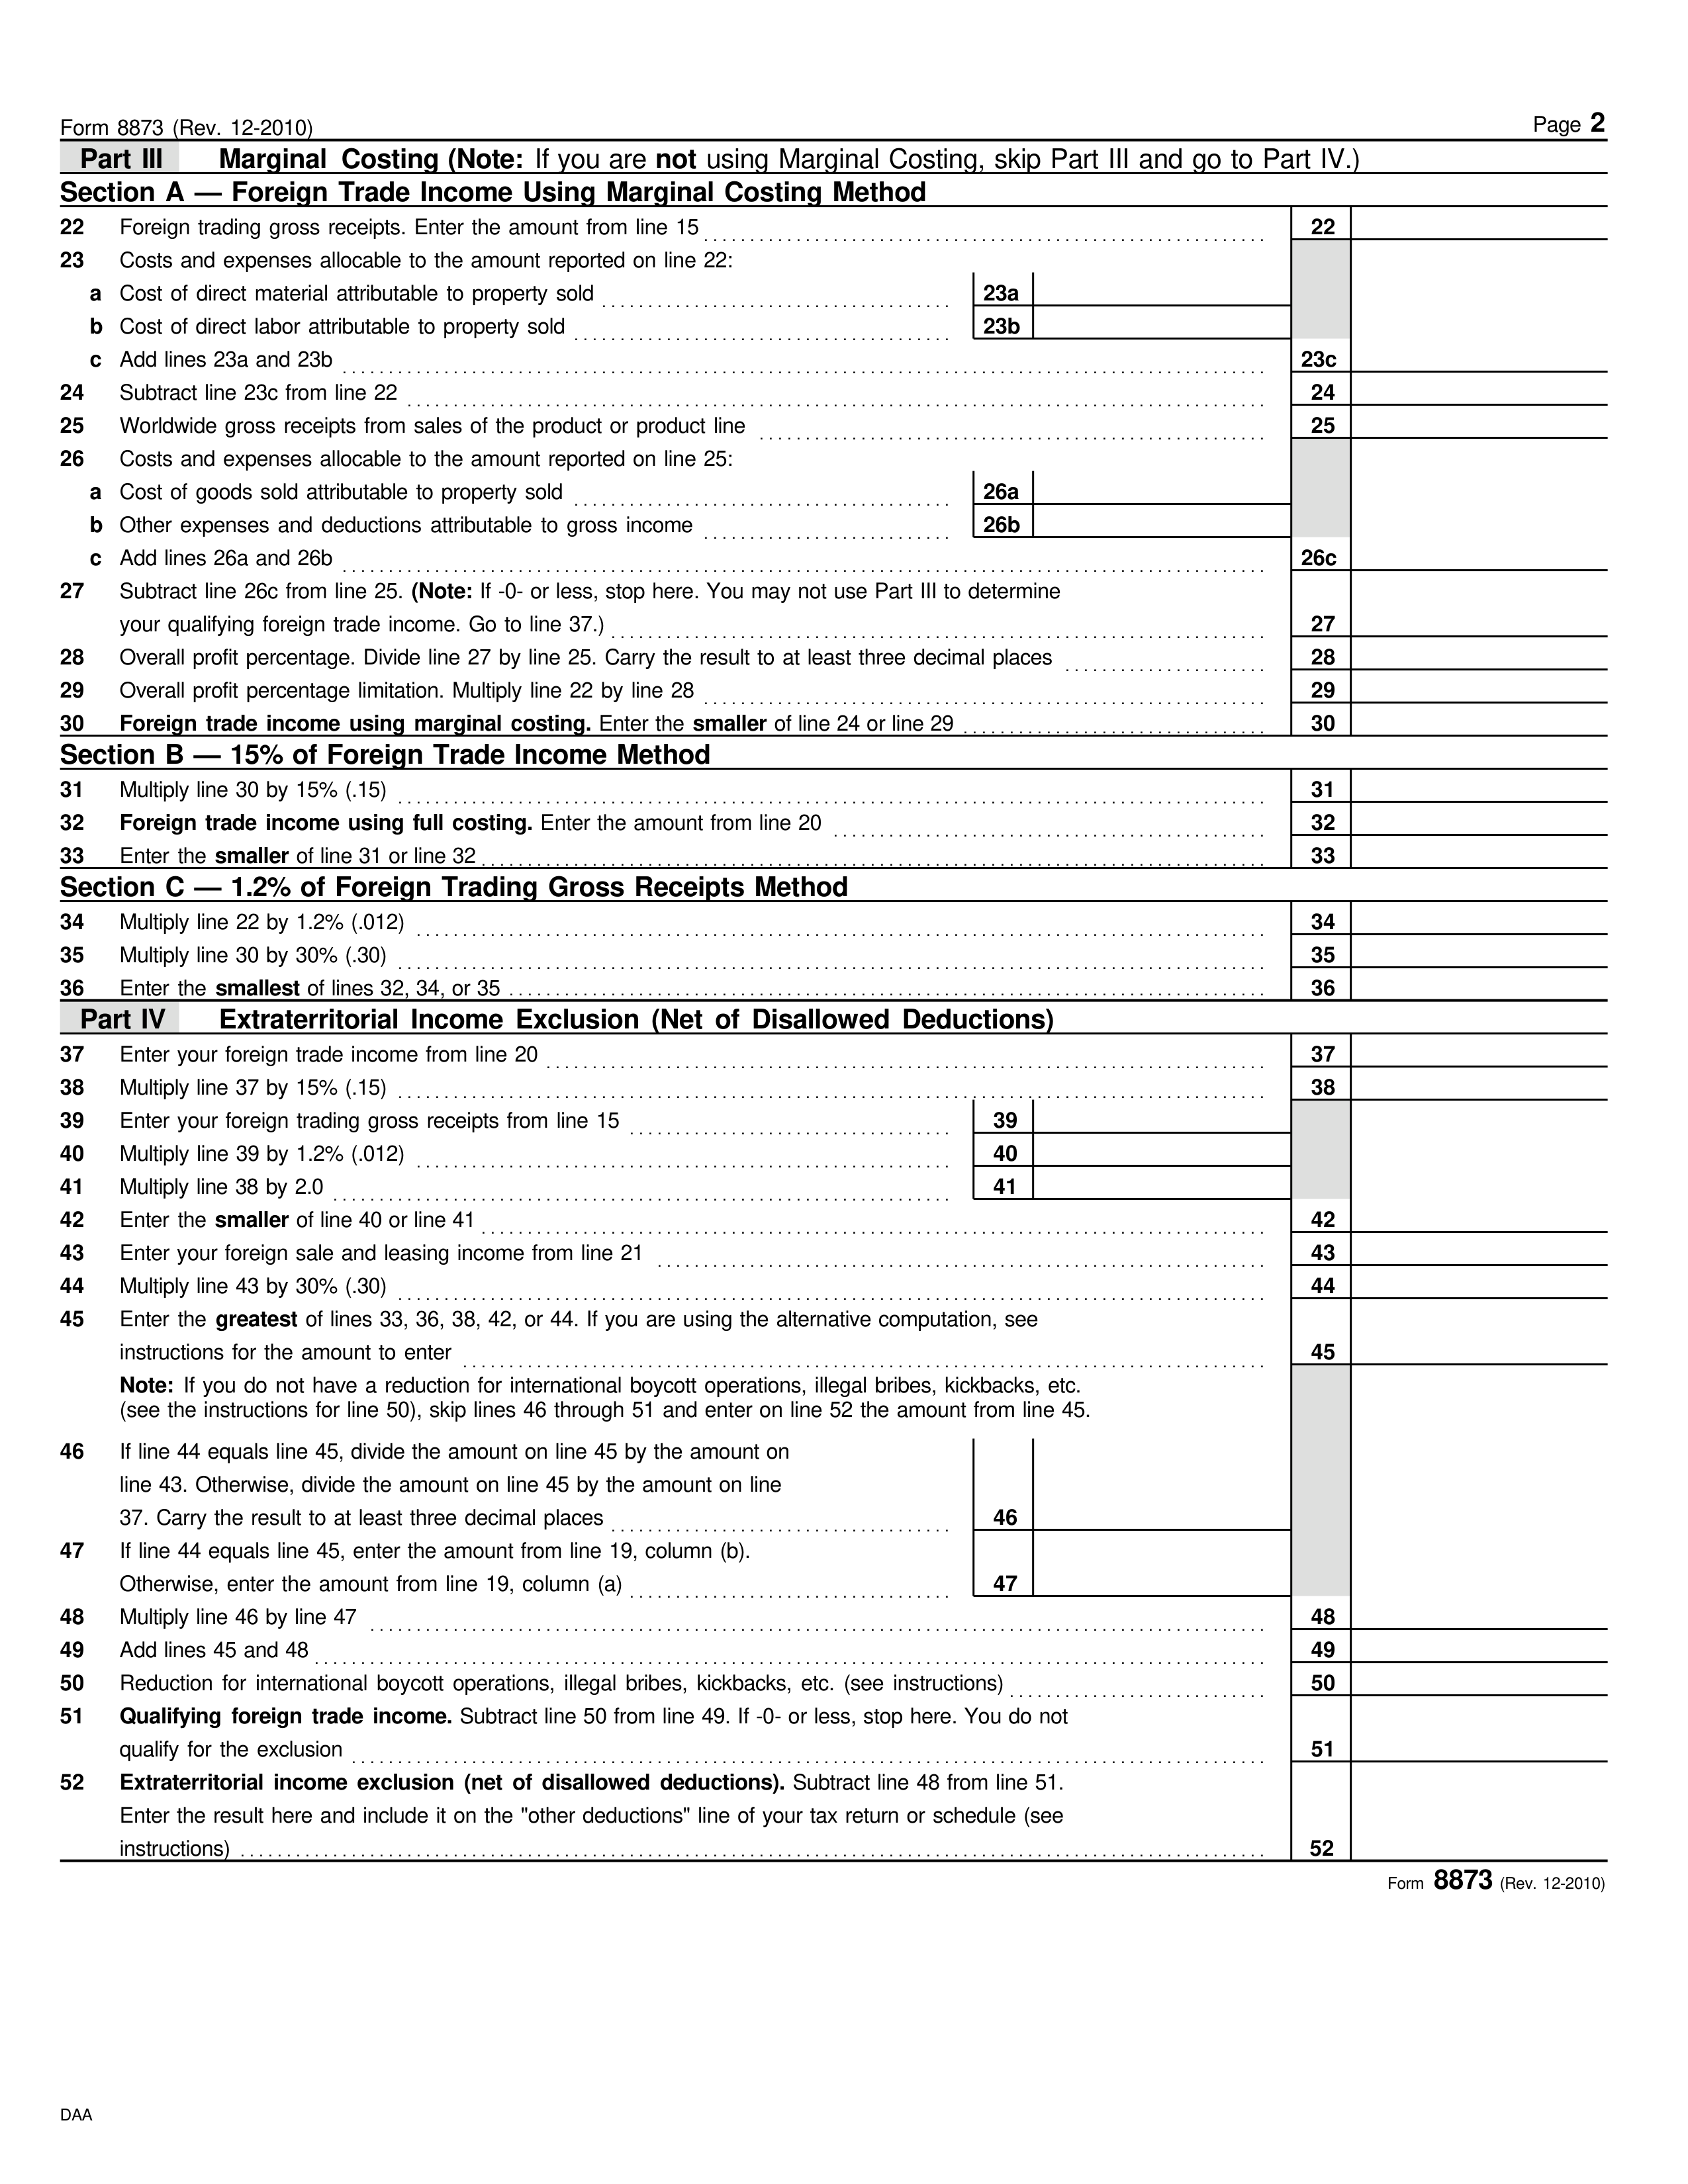 Form 8873 (Rev. 12-2010) Page 2
Part III Marginal Costing (Note: If you are not using Marginal Costing, skip Part III and go to Part IV.)
Section A — Foreign Trade Income Using Marginal Costing Method
22 Foreign trading gross receipts. Enter the amount from line 15 22
23 Costs and expenses allocable to the amount reported on line 22:
a Cost of direct material attributable to property sold 23a
b Cost of direct labor attributable to property sold 23b
c Add lines 23a and 23b 23c
24 Subtract line 23c from line 22 24
25 Worldwide gross receipts from sales of the product or product line 25
26 Costs and expenses allocable to the amount reported on line 25:
a Cost of goods sold attributable to property sold 26a
b Other expenses and deductions attributable to gross income 26b
c Add lines 26a and 26b 26c
27 Subtract line 26c from line 25. (Note: If -0- or less, stop here. You may not use Part III to determine
your qualifying foreign trade income. Go to line 37.) 27
28 Overall profit percentage. Divide line 27 by line 25. Carry the result to at least three decimal places 28
29 Overall profit percentage limitation. Multiply line 22 by line 28 29
30 Foreign trade income using marginal costing. Enter the smaller of line 24 or line 29 30
Section B — 15% of Foreign Trade Income Method
31 Multiply line 30 by 15% (.15) 31
32 Foreign trade income using full costing. Enter the amount from line 20 32
33 Enter the smaller of line 31 or line 32 33
Section C — 1.2% of Foreign Trading Gross Receipts Method
34 Multiply line 22 by 1.2% (.012) 34
35 Multiply line 30 by 30% (.30) 35
36 Enter the smallest of lines 32, 34, or 35 36
Part IV Extraterritorial Income Exclusion (Net of Disallowed Deductions)
37 Enter your foreign trade income from line 20 37
38 Multiply line 37 by 15% (.15) 38
39 Enter your foreign trading gross receipts from line 15 39
40 Multiply line 39 by 1.2% (.012) 40
41 Multiply line 38 by 2.0 41
42 Enter the smaller of line 40 or line 41 42
43 Enter your foreign sale and leasing income from line 21 43
44 Multiply line 43 by 30% (.30) 44
45 Enter the greatest of lines 33, 36, 38, 42, or 44. If you are using the alternative computation, see
instructions for the amount to enter 45
Note: If you do not have a reduction for international boycott operations, illegal bribes, kickbacks, etc.
(see the instructions for line 50), skip lines 46 through 51 and enter on line 52 the amount from line 45.
46 If line 44 equals line 45, divide the amount on line 45 by the amount on
line 43. Otherwise, divide the amount on line 45 by the amount on line
37. Carry the result to at least three decimal places 46
47 If line 44 equals line 45, enter the amount from line 19, column (b).
Otherwise, enter the amount from line 19, column (a) 47
48 Multiply line 46 by line 47 48
49 Add lines 45 and 48 49
50 Reduction for international boycott operations, illegal bribes, kickbacks, etc. (see instructions) 50
51 Qualifying foreign trade income. Subtract line 50 from line 49. If -0- or less, stop here. You do not
qualify for the exclusion 51
52 Extraterritorial income exclusion (net of disallowed deductions). Subtract line 48 from line 51.
Enter the result here and include it on the "other deductions" line of your tax return or schedule (see
instructions) 52
Form 8873 (Rev. 12-2010)
DAA